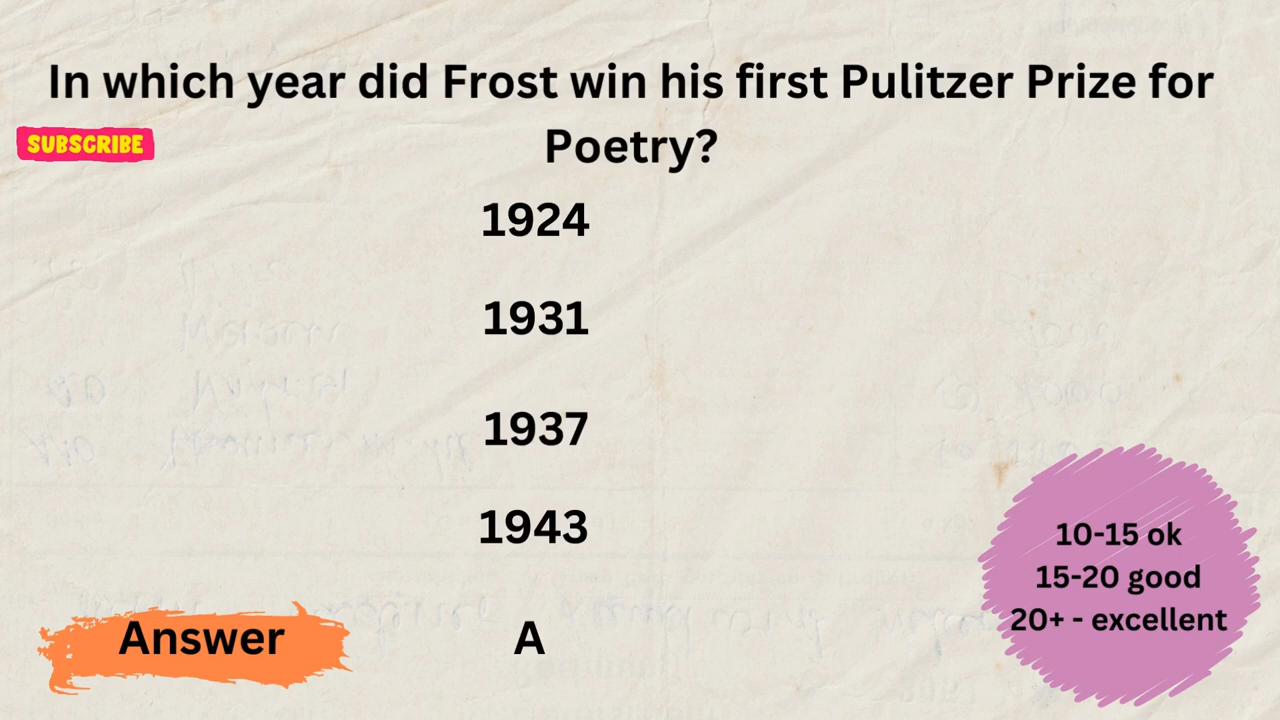 In which year did Frost win his first Pulitzer Prize for
Poetry?
SUBSCRIBE
1924
1931
1937
1943
Answer
A
10-15 ok
15-20 good
20+ - excellent